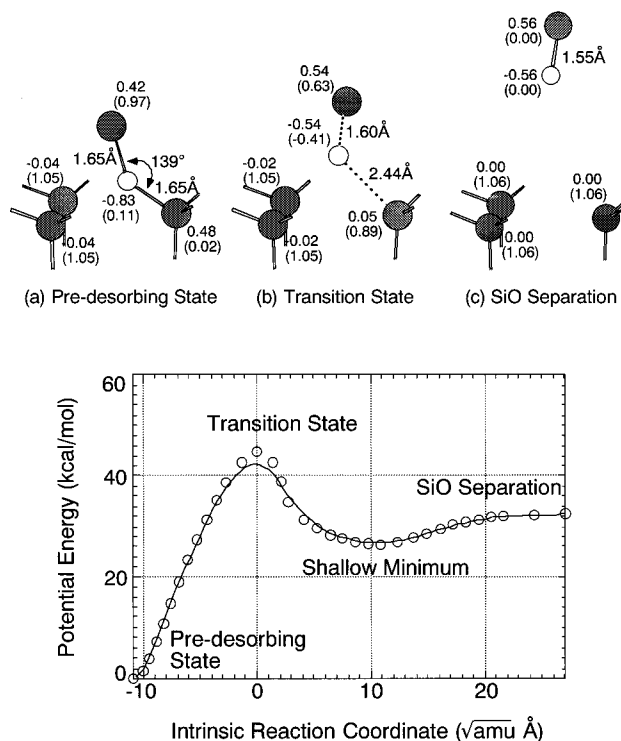 0.42
(0.97)
1.65Å
139°
1.65Å
-0.04
(1.05)
-0.83
(0.11)
-0.04
(1.05)
0.48
(0.02)
(a) Pre-desorbing State
0.54
(0.63)
-0.54
(-0.41)
1.60Å
2.44Å
-0.02
(1.05)
-0.02
(1.05)
0.05
(0.89)
(b) Transition State
0.56
(0.00)
-0.56
(0.00)
1.55Å
0.00
(1.06)
0.00
(1.06)
0.00
(1.06)
(c) SiO Separation
Potential Energy (kcal/mol)
60
40
20
0
Transition State
SiO Separation
Shallow Minimum
Pre-desorbing
State
-10
0
10
20
Intrinsic Reaction Coordinate (√amu Å)